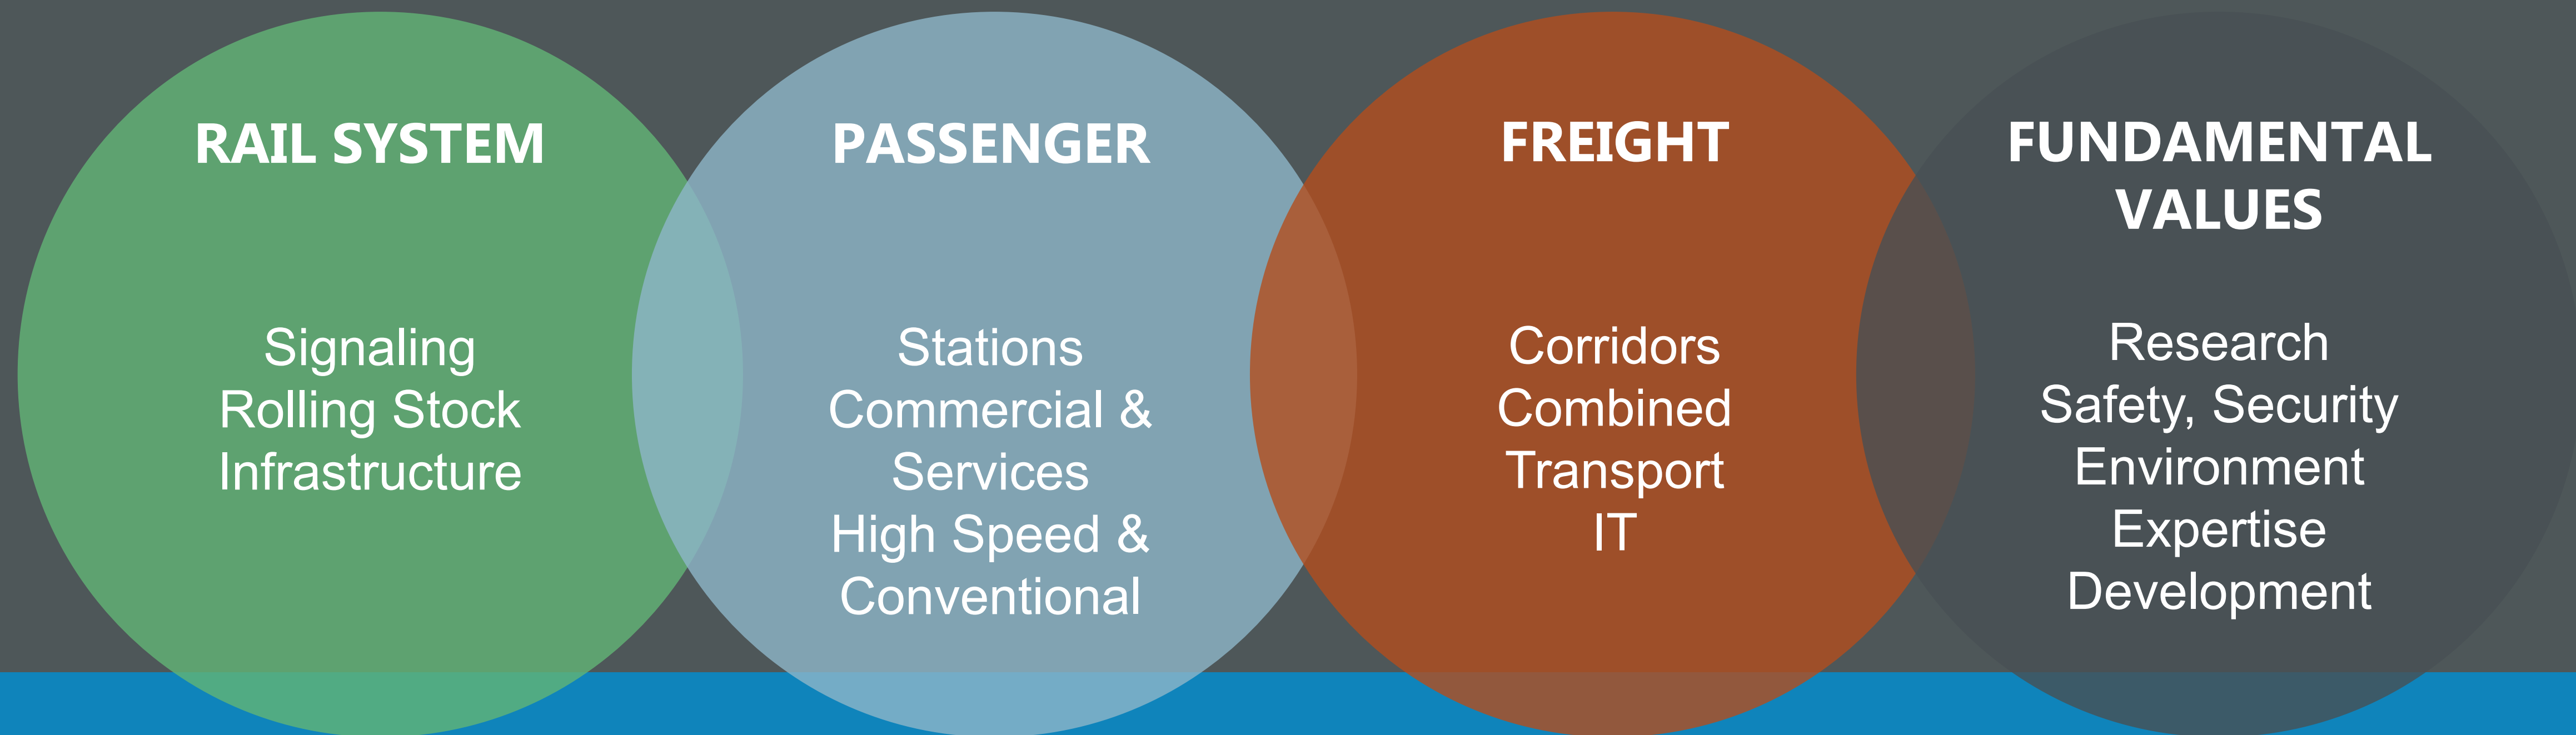 RAIL SYSTEM
Signaling
Rolling Stock
Infrastructure
PASSENGER
Stations
Commercial &
Services
High Speed &
Conventional
FREIGHT
Corridors
Combined
Transport
IT
FUNDAMENTAL
VALUES
Research
Safety, Security
Environment
Expertise
Development